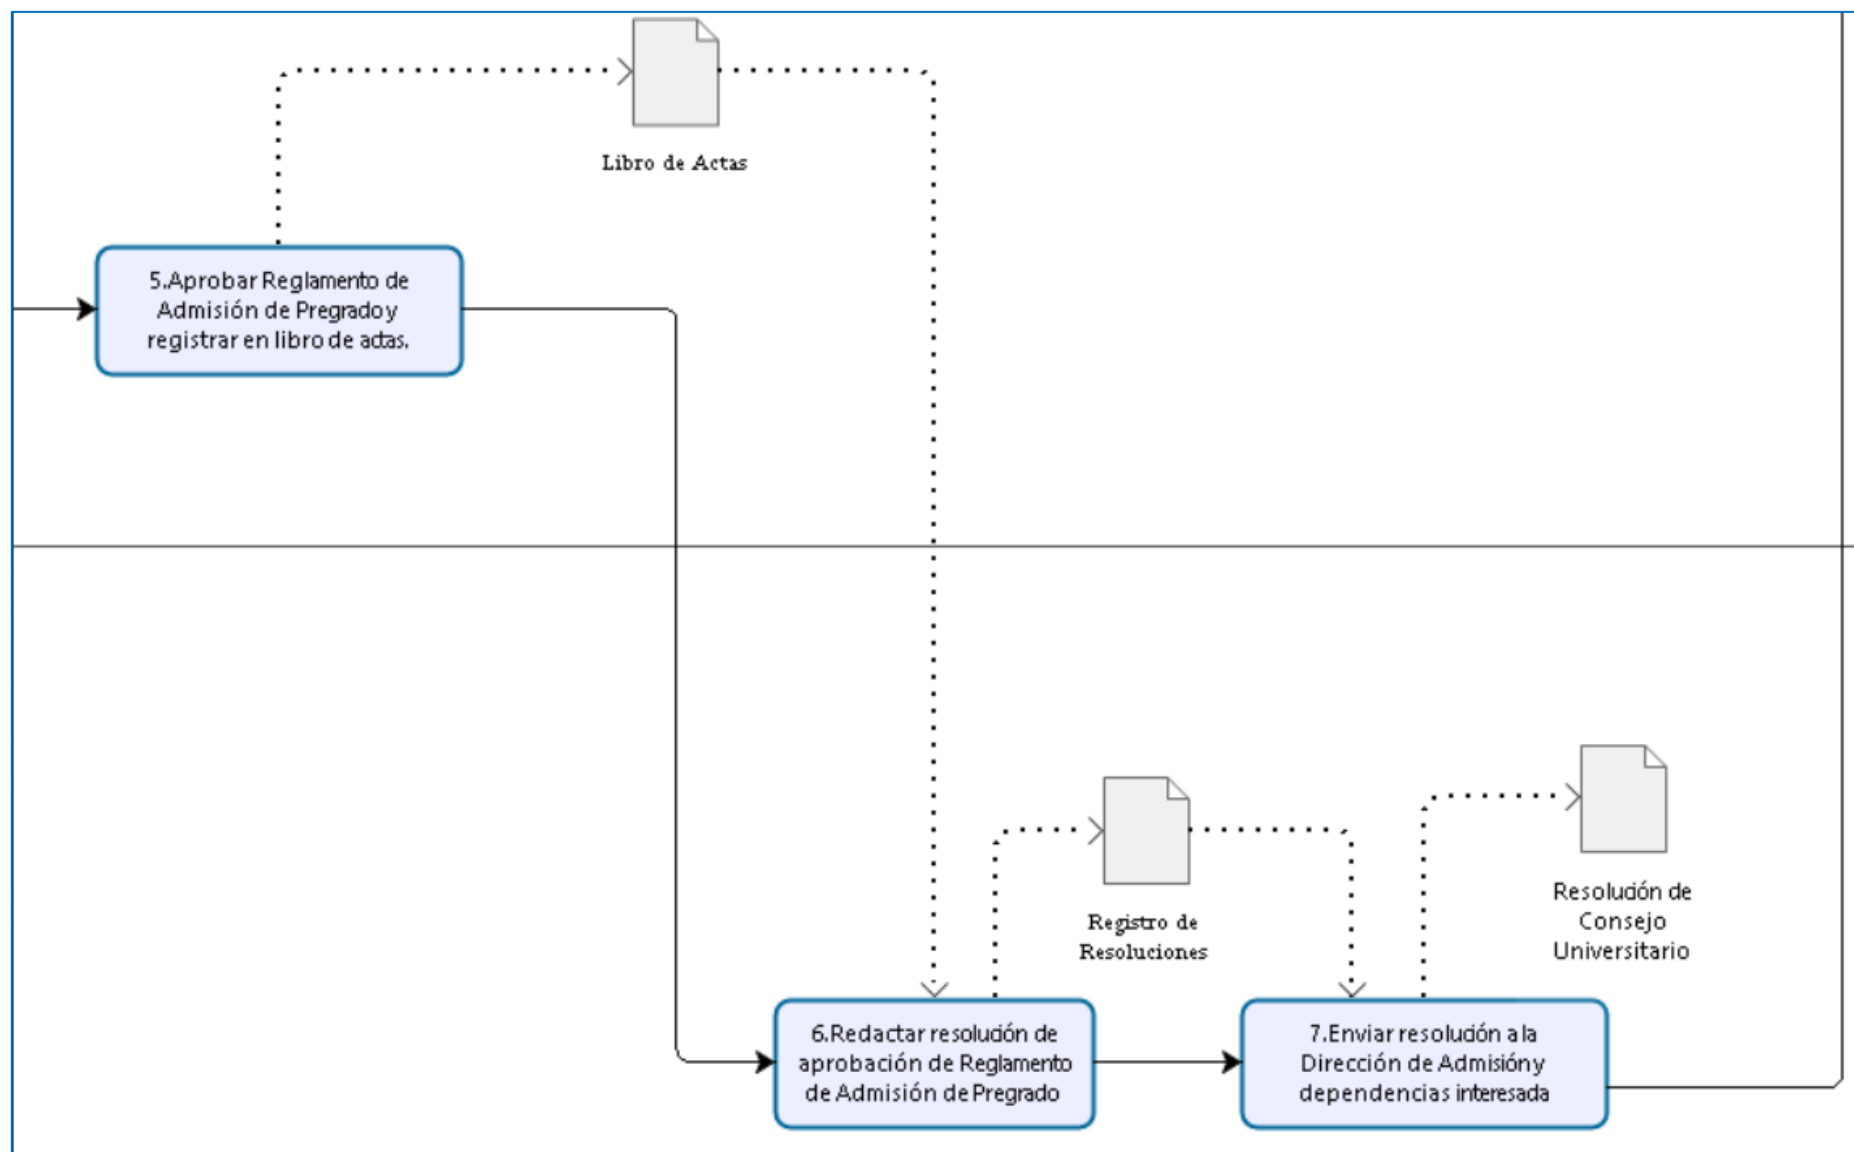 Libro de Actas
5.Aprobar Reglamento de
Admisión de Pregrado y
registrar en libro de actas.
Registro de
Resoluciones
Resolución de
Consejo
Universitario
6.Redactar resolución de
aprobación de Reglamento
de Admisión de Pregrado
7.Enviar resolución a la
Dirección de Admisión y
dependencias interesada